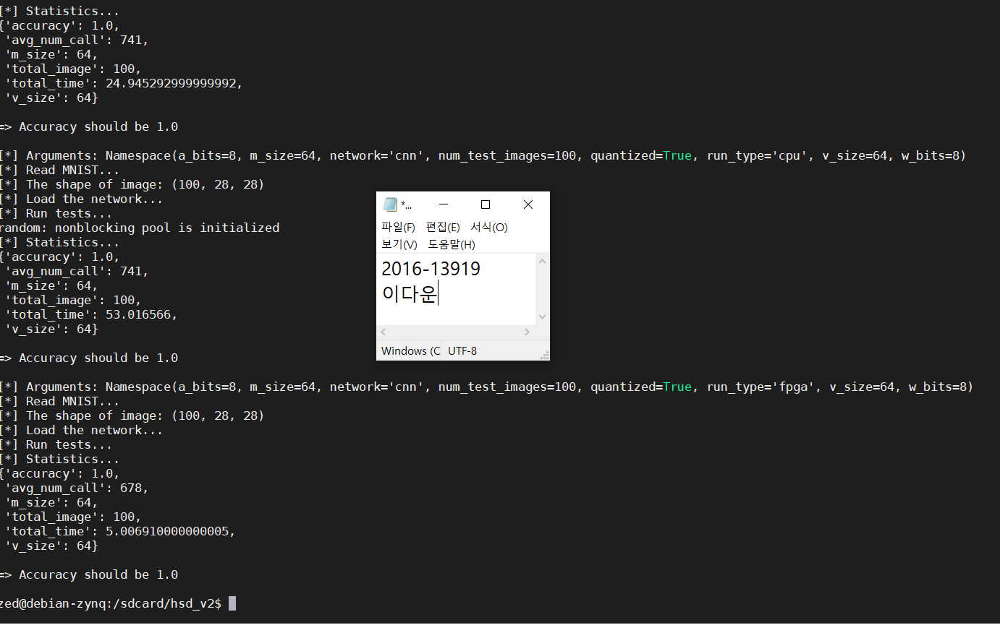 [*] Statistics...
{'accuracy': 1.0,
'avg_num_call': 741,
'm_size': 64,
'total_image': 100,
'total_time': 24.945292999999992,
'v_size': 64}
=> Accuracy should be 1.0
[*] Arguments: Namespace(a_bits=8, m_size=64, network='cnn', num_test_images=100, quantized=True, run_type='cpu', v_size=64, w_bits=8)
[*] Read MNIST...
[*] The shape of image: (100, 28, 28)
[*] Load the network...
[*] Run tests...
random: nonblocking pool is initialized
[*] Statistics...
{'accuracy': 1.0,
'avg_num_call': 741,
'm_size': 64,
'total_image': 100,
'total_time': 53.016566,
'v_size': 64}
=> Accuracy should be 1.0
[*] Arguments: Namespace(a_bits=8, m_size=64, network='cnn', num_test_images=100, quantized=True, run_type='fpga', v_size=64, w_bits=8)
[*] Read MNIST...
[*] The shape of image: (100, 28, 28)
[*] Load the network...
[*] Run tests...
[*] Statistics...
{'accuracy': 1.0,
'avg_num_call': 678,
'm_size': 64,
'total_image': 100,
'total_time': 5.006910000000005,
'v_size': 64}
=> Accuracy should be 1.0
zed@debian-zynq:/sdcard/hsd_v2$
*...
파일(F) 편집(E) 서식(O)
보기(V) 도움말(H)
2016-13919
이다운
Windows (C UTF-8